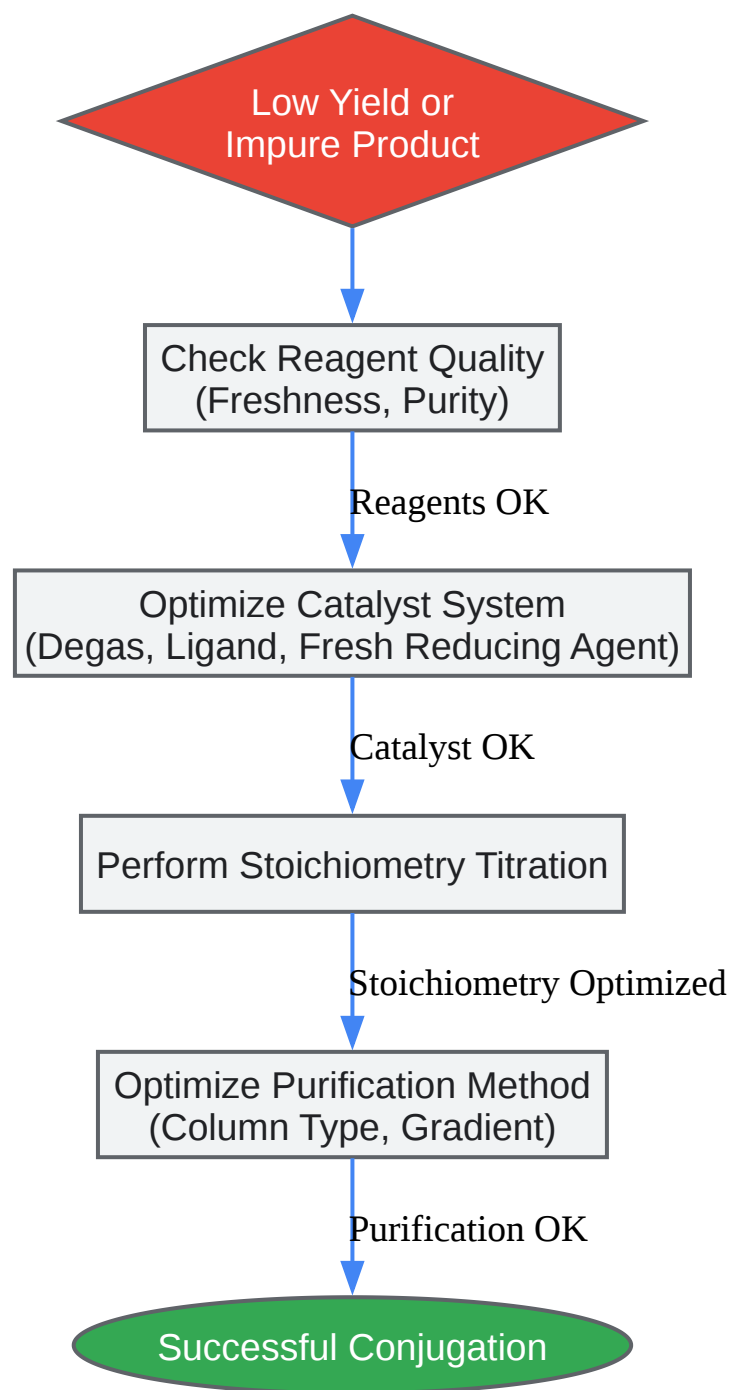 Low Yield or
Impure Product
Check Reagent Quality
(Freshness, Purity)
Reagents OK
Optimize Catalyst System
(Degas, Ligand, Fresh Reducing Agent)
Catalyst OK
Perform Stoichiometry Titration
Stoichiometry Optimized
Optimize Purification Method
(Column Type, Gradient)
Purification OK
Successful Conjugation